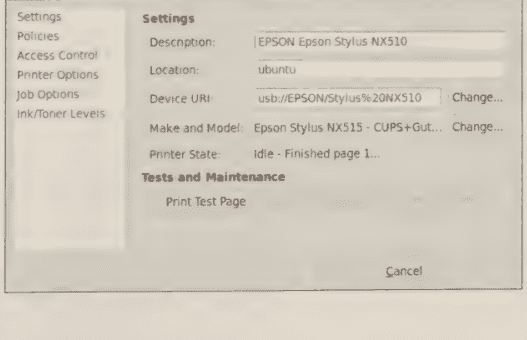 Settings
Policies
Access Control
Printer Options
Job Options
Ink/Toner Levels
Settings
Description: EPSON Epson Stylus NX510
Location: ubuntu
Device URI: usb://EPSON/Stylus%20NX510 Change...
Make and Model: Epson Stylus NX515 - CUPS+Gut... Change...
Printer State: Idle - Finished page 1...
Tests and Maintenance
Print Test Page
Cancel